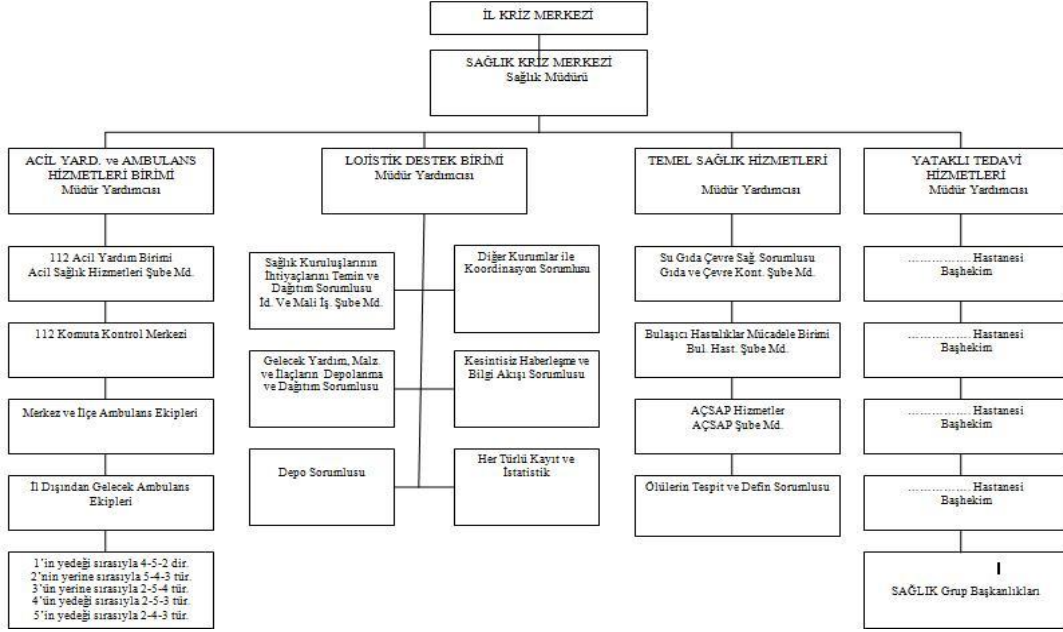 İL KRİZ MERKEZİ
SAĞLIK KRİZ MERKEZİ
Sağlık Müdürü
ACİL YARD. ve AMBULANS
HİZMETLERİ BİRİMİ
Müdür Yardımcısı
112 Acil Yardım Birimi
Acil Sağlık Hizmetleri Şube Md.
112 Komuta Kontrol Merkezi
Merkez ve İlçe Ambulans Ekipleri
İl Dışından Gelecek Ambulans
Ekipleri
1'in yedeği sırasıyla 4-5-2 dir.
2'nin yerine sırasıyla 5-4-3 tür.
3'ün yerine sırasıyla 2-5-4 tür.
4'ün yedeği sırasıyla 2-5-3 tür.
5'in yedeği sırasıyla 2-4-3 tür.
LOJİSTİK DESTEK BİRİMİ
Müdür Yardımcısı
Sağlık Kuruluşlarının
İhtiyaçlarını Temin ve
Dağıtım Sorumlusu
İd. Ve Mali İş. Şube Md.
Diğer Kurumlar ile
Koordinasyon Sorumlusu
Gelecek Yardım, Malz.
ve İlaçların Depolanma
ve Dağıtım Sorumlusu
Kesintisiz Haberleşme ve
Bilgi Akışı Sorumlusu
Depo Sorumlusu
Her Türlü Kayıt ve
İstatistik
TEMEL SAĞLIK HİZMETLERİ
Müdür Yardımcısı
Su Gıda Çevre Sağ. Sorumlusu
Gıda ve Çevre Kont. Şube Md.
Bulaşıcı Hastalıklar Mücadele Birimi
Bul. Hast. Şube Md.
AÇSAP Hizmetler
AÇSAP Şube Md.
Ölülerin Tespit ve Defin Sorumlusu
YATAKLI TEDAVİ
HİZMETLERİ
Müdür Yardımcısı
…………… Hastanesi
Başhekim
…………… Hastanesi
Başhekim
…………… Hastanesi
Başhekim
…………… Hastanesi
Başhekim
SAĞLIK Grup Başkanlıkları